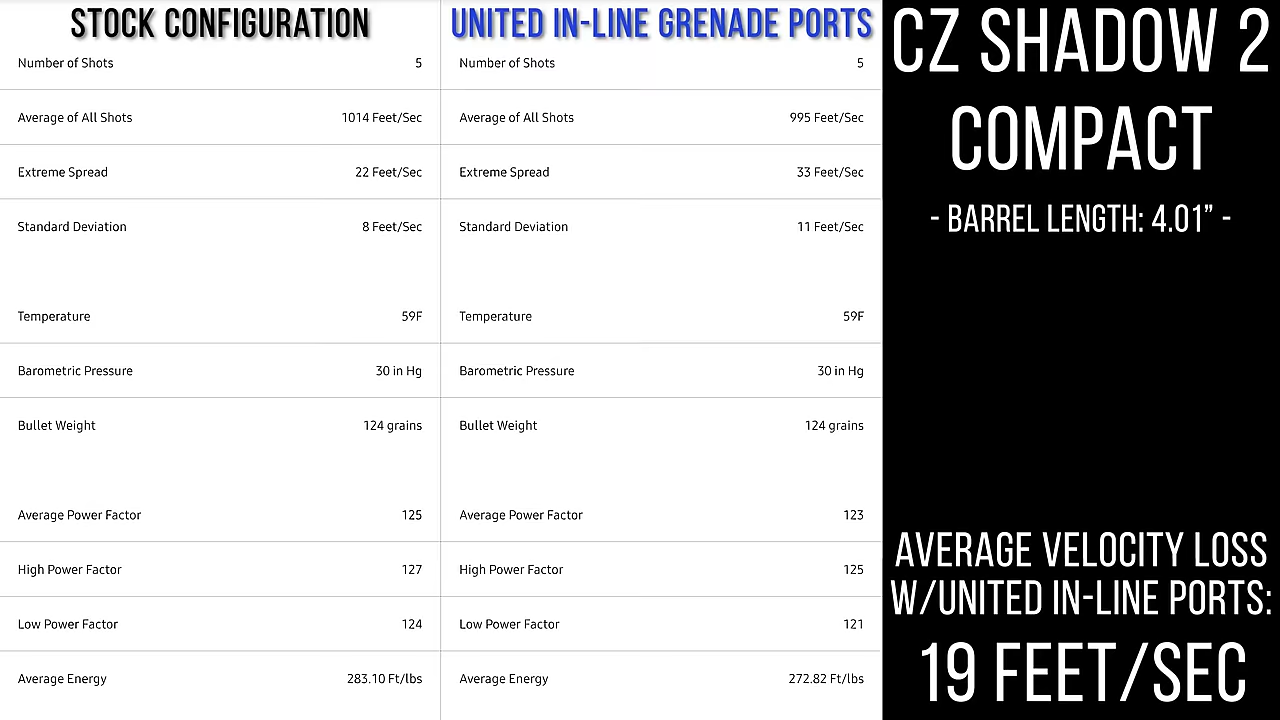 STOCK CONFIGURATION
Number of Shots 5
Average of All Shots 1014 Feet/Sec
Extreme Spread 22 Feet/Sec
Standard Deviation 8 Feet/Sec
Temperature 59F
Barometric Pressure 30 in Hg
Bullet Weight 124 grains
Average Power Factor 125
High Power Factor 127
Low Power Factor 124
Average Energy 283.10 Ft/lbs
UNITED IN-LINE GRENADE PORTS
Number of Shots 5
Average of All Shots 995 Feet/Sec
Extreme Spread 33 Feet/Sec
Standard Deviation 11 Feet/Sec
Temperature 59F
Barometric Pressure 30 in Hg
Bullet Weight 124 grains
Average Power Factor 123
High Power Factor 125
Low Power Factor 121
Average Energy 272.82 Ft/lbs
CZ SHADOW 2
COMPACT
- BARREL LENGTH: 4.01” -
AVERAGE VELOCITY LOSS
W/UNITED IN-LINE PORTS:
19 FEET/SEC